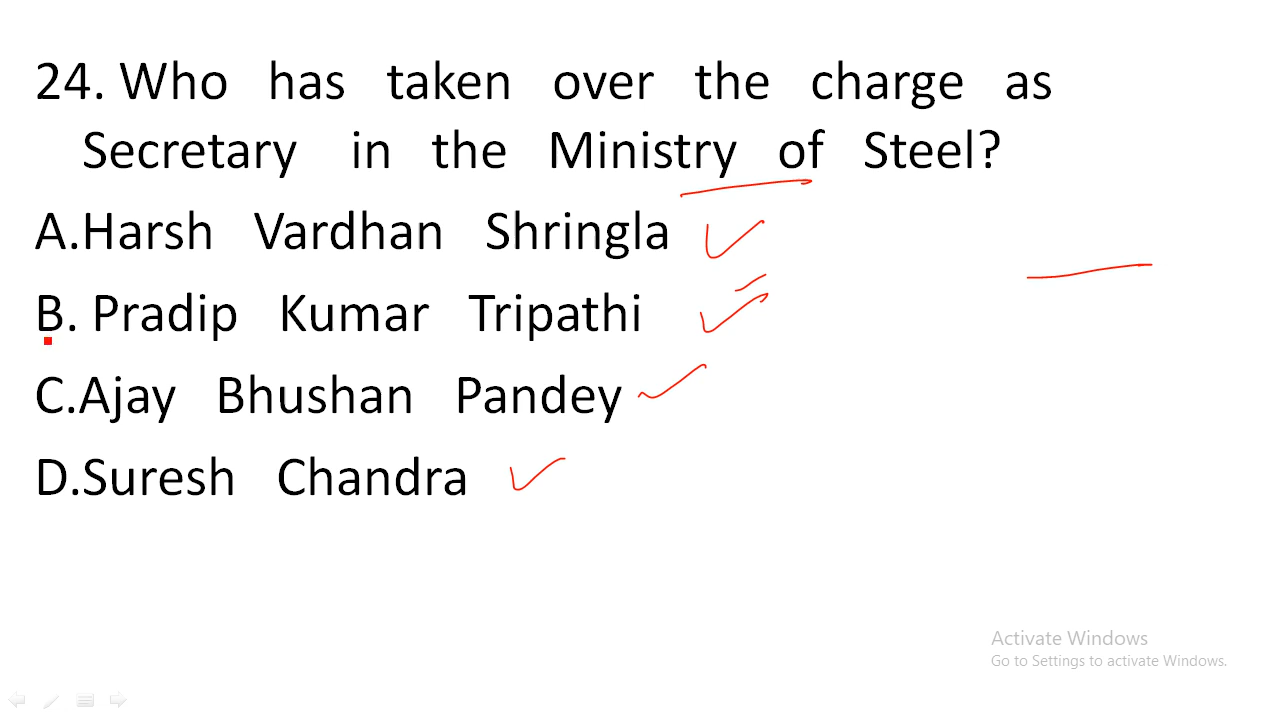 24. Who has taken over the charge as
Secretary in the Ministry of Steel?
A.Harsh Vardhan Shringla
B. Pradip Kumar Tripathi
C.Ajay Bhushan Pandey
D.Suresh Chandra
Activate Windows
Go to Settings to activate Windows.